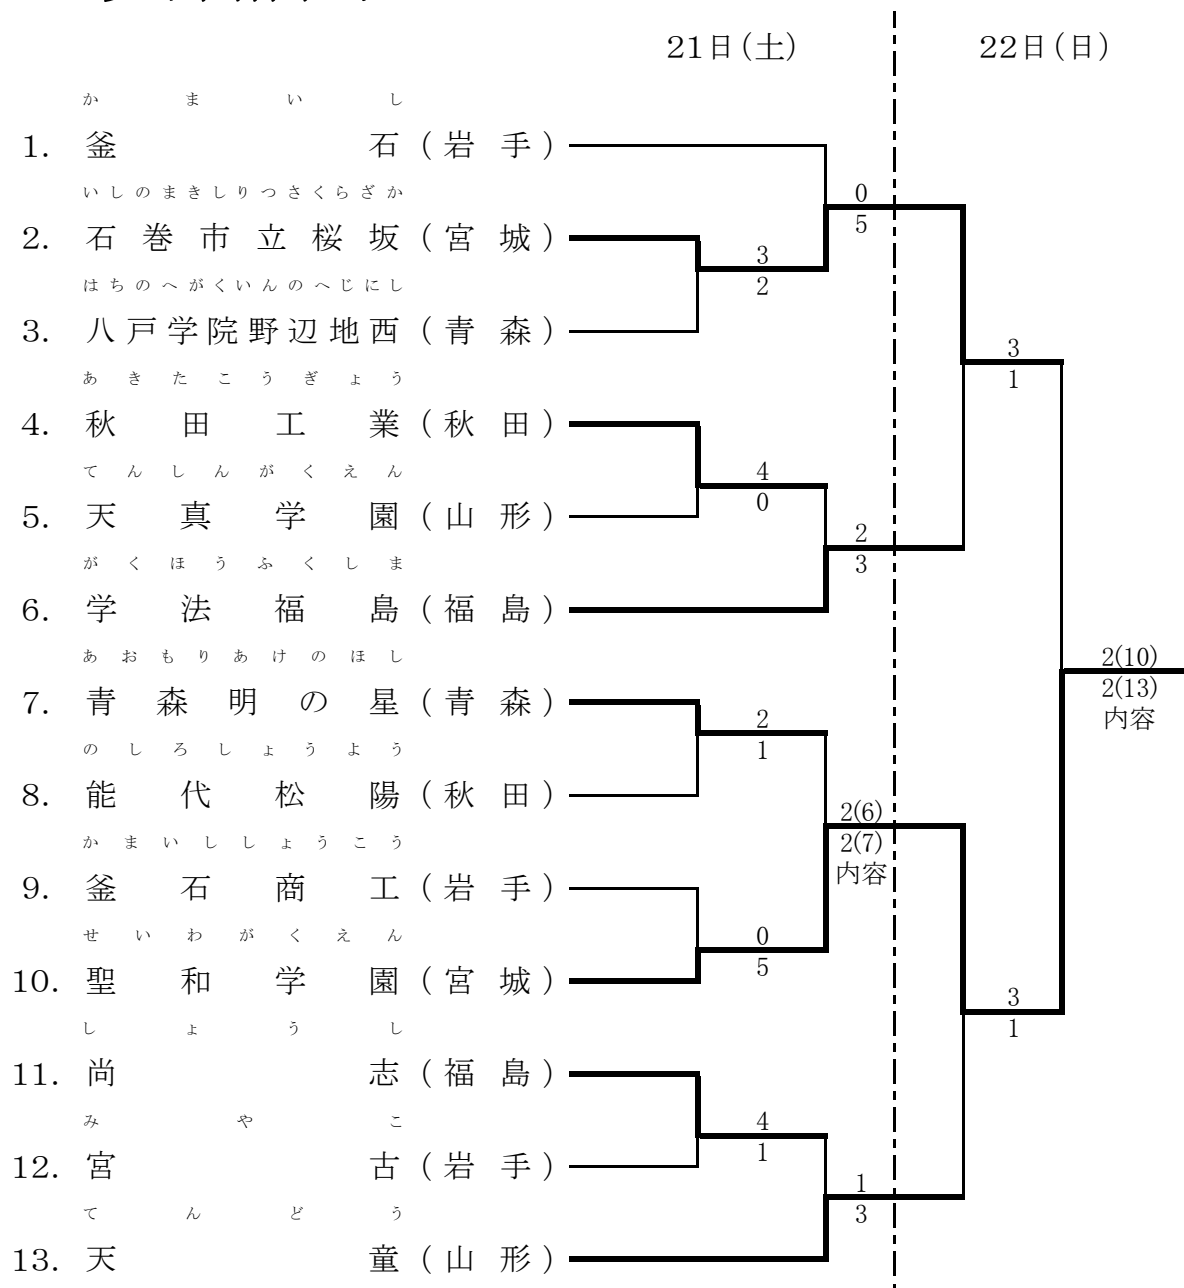 21日(土) 22日(日)
かまいし
1. 釜石(岩手)
いしのまきしりつさくらざか
0
2. 石巻市立桜坂(宮城)
5
3
はちのへがくいんのへじにし
2
3. 八戸学院野辺地西(青森)
3
あきたこうぎょう
1
4. 秋田工業(秋田)
てんしんがくえん
4
5. 天真学園(山形)
0
2
がくほうふくしま
3
6. 学法福島(福島)
あおもりあけのほし
2(10)
2(13)
7. 青森明の星(青森)
内容
2
のしろしょうよう
1
8. 能代松陽(秋田)
2(6)
かまいししょうこう
2(7)
内容
9. 釜石商工(岩手)
せいわがくえん
0
5
10. 聖和学園(宮城)
3
しょうし
1
11. 尚志(福島)
みやこ
4
1
12. 宮古(岩手)
1
てんどう
3
13. 天童(山形)